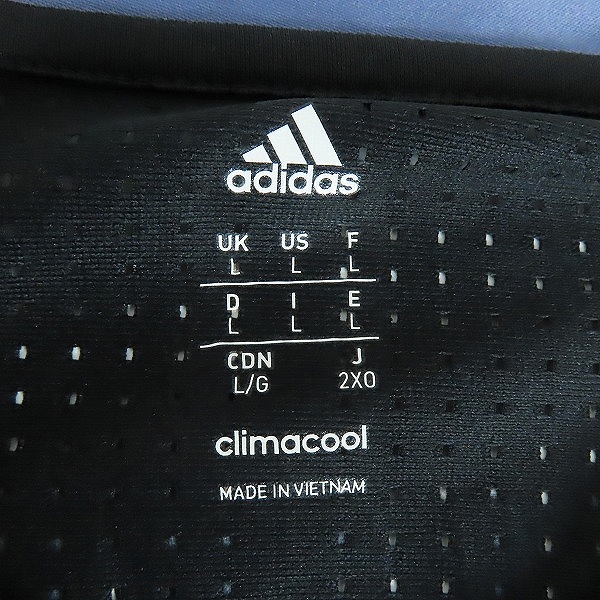 adidas
UK US F
L L L
D I E
L L L
CDN J
L/G 2XO
climacool
MADE IN VIETNAM